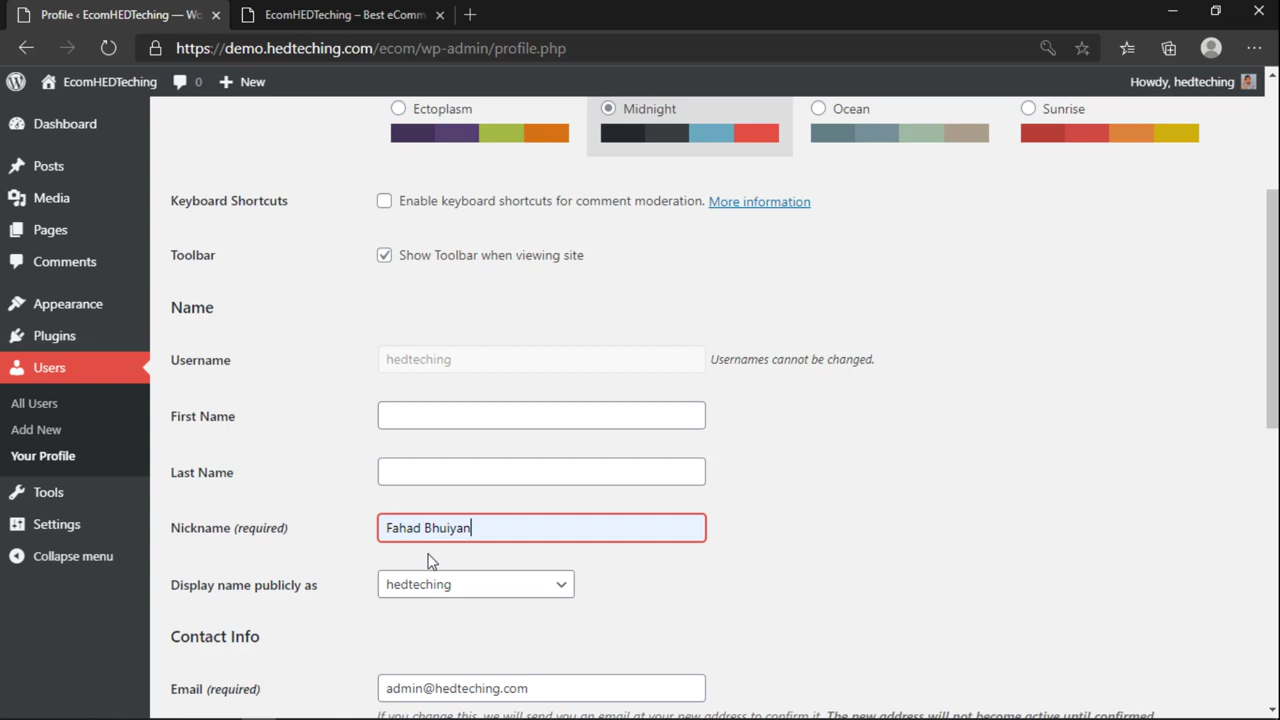 Profile ‹ EcomHEDTeching — Wo
EcomHEDTeching – Best eComm
https://demo.hedteching.com/ecom/wp-admin/profile.php
EcomHEDTeching
0
New
Howdy, hedteching
Dashboard
Posts
Media
Pages
Comments
Appearance
Plugins
Users
All Users
Add New
Your Profile
Tools
Settings
Collapse menu
Ectoplasm
Midnight
Ocean
Sunrise
Keyboard Shortcuts
Enable keyboard shortcuts for comment moderation. More information
Toolbar
Show Toolbar when viewing site
Name
Username
hedteching
Usernames cannot be changed.
First Name
Last Name
Nickname (required)
Fahad Bhuiyan
Display name publicly as
hedteching
Contact Info
Email (required)
admin@hedteching.com
If you change this, we will send you an email at your new address to confirm it. The new address will not become active until confirmed.